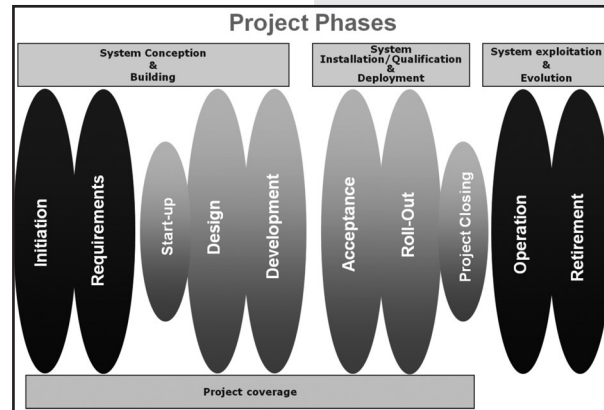 Project Phases
System Conception
&
Building
System
Installation/Qualification
&
Deployment
System exploitation
&
Evolution
Initiation
Requirements
Start-up
Design
Development
Acceptance
Roll-Out
Project Closing
Operation
Retirement
Project coverage